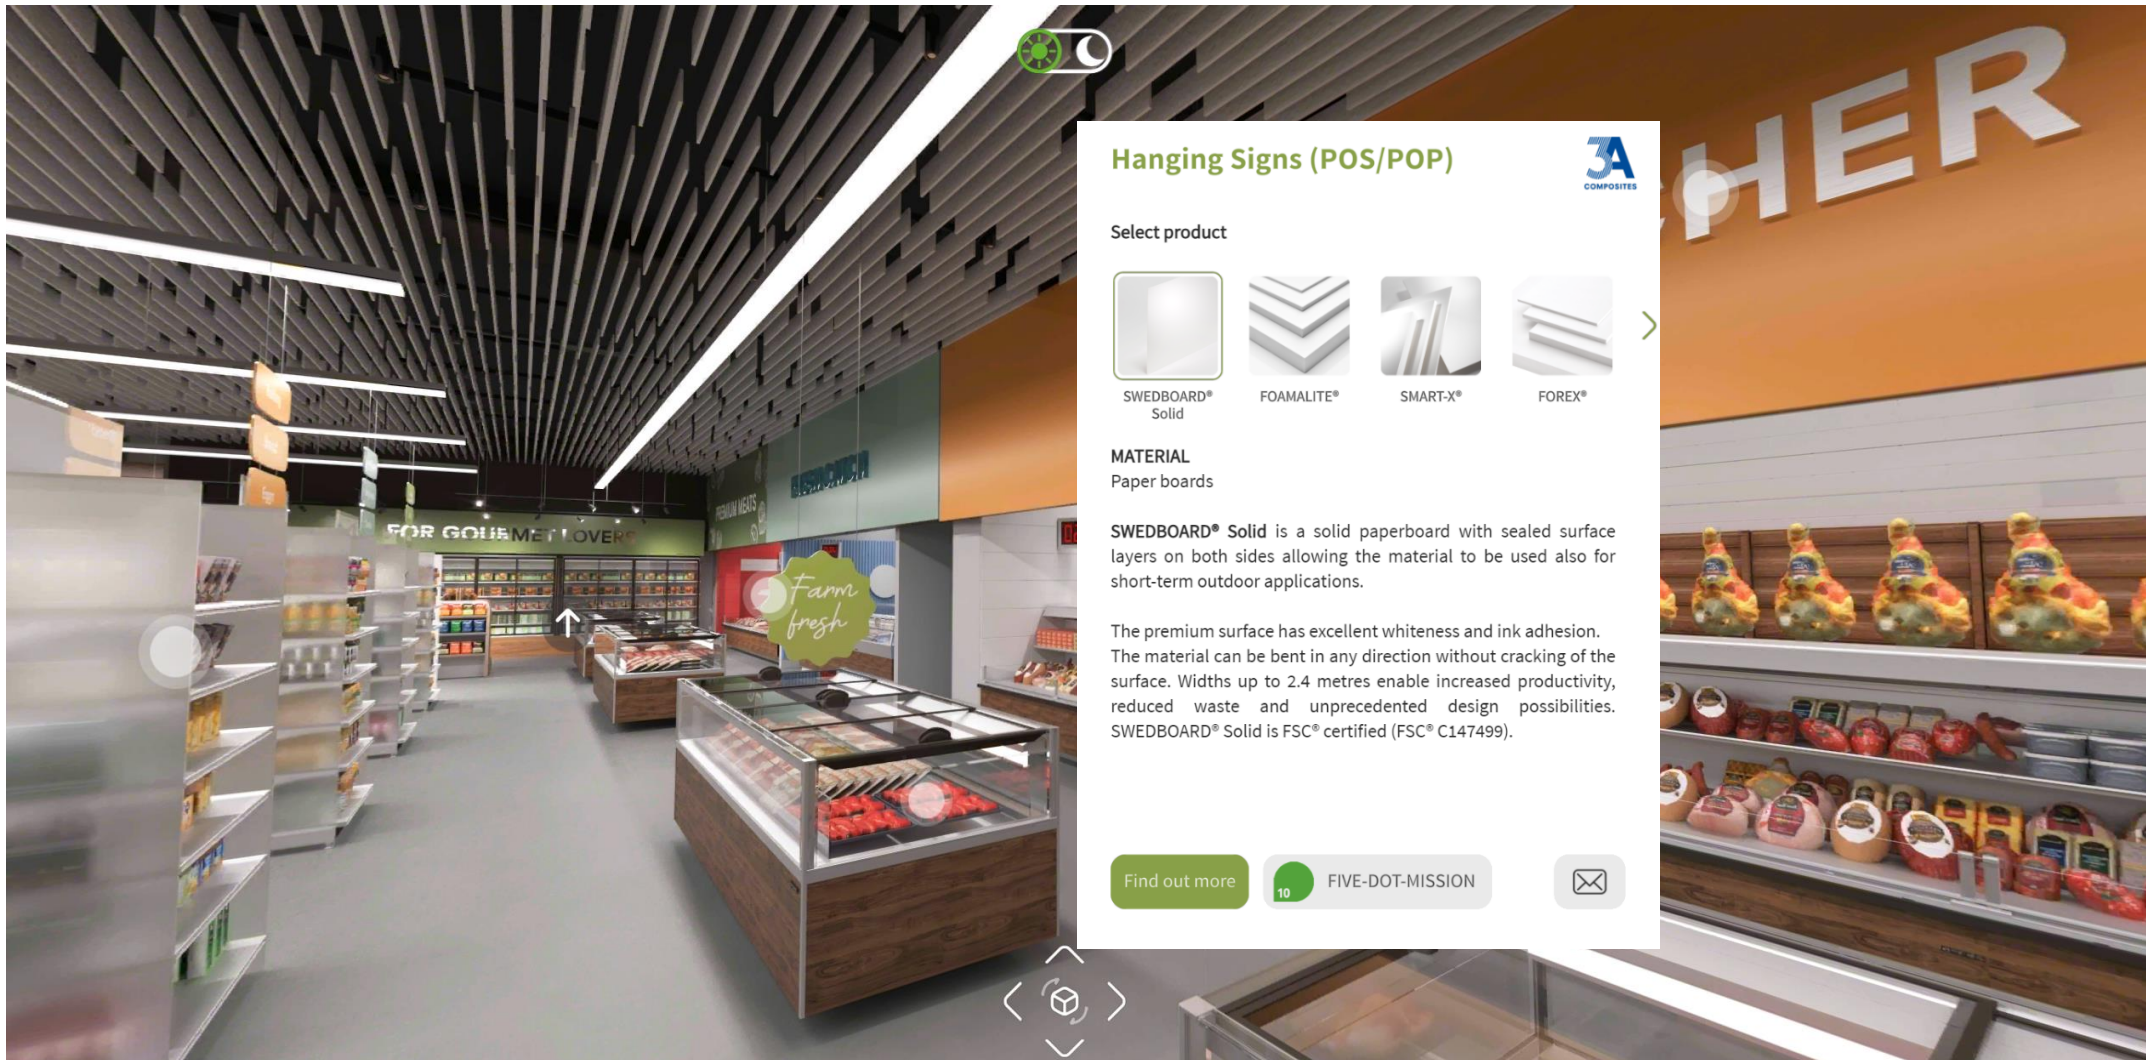 HER
FOR GOURMET LOVERS
PREMIUM MEATS
Farm
fresh
Eggs
Hanging Signs (POS/POP)
3A
COMPOSITES
Select product
SWEDBOARD®
Solid
FOAMALITE®
SMART-X®
FOREX®
MATERIAL
Paper boards
SWEDBOARD® Solid is a solid paperboard with sealed surface
layers on both sides allowing the material to be used also for
short-term outdoor applications.
The premium surface has excellent whiteness and ink adhesion.
The material can be bent in any direction without cracking of the
surface. Widths up to 2.4 metres enable increased productivity,
reduced waste and unprecedented design possibilities.
SWEDBOARD® Solid is FSC® certified (FSC® C147499).
Find out more
10
FIVE-DOT-MISSION